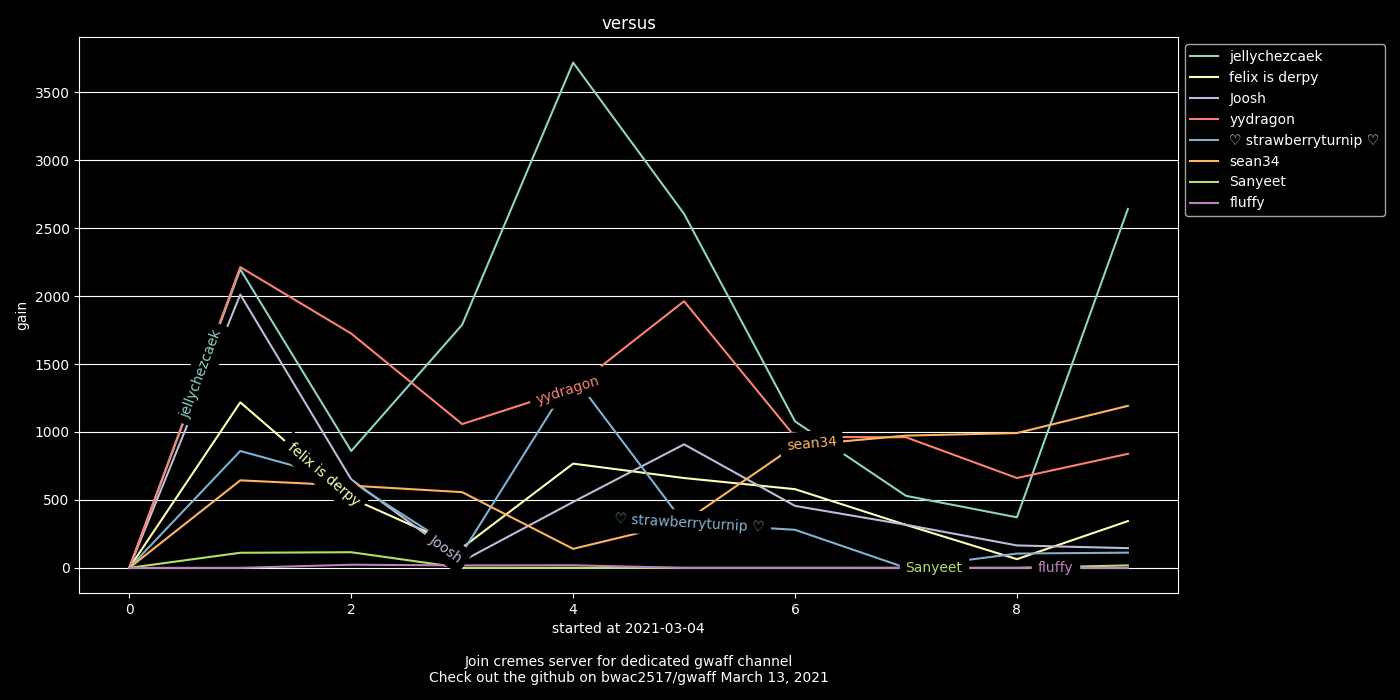 versus
3500
3000
2500
2000
1500
1000
500
0
gain
0
2
4
6
8
started at 2021-03-04
jellychezcaek
felix is derpy
Joosh
yydragon
♡ strawberryturnip ♡
sean34
Sanyeet
fluffy
jellychezcaek
felix is derpy
Joosh
yydragon
♡ strawberryturnip ♡
sean34
Sanyeet
fluffy
Join cremes server for dedicated gwaff channel
Check out the github on bwac2517/gwaff March 13, 2021